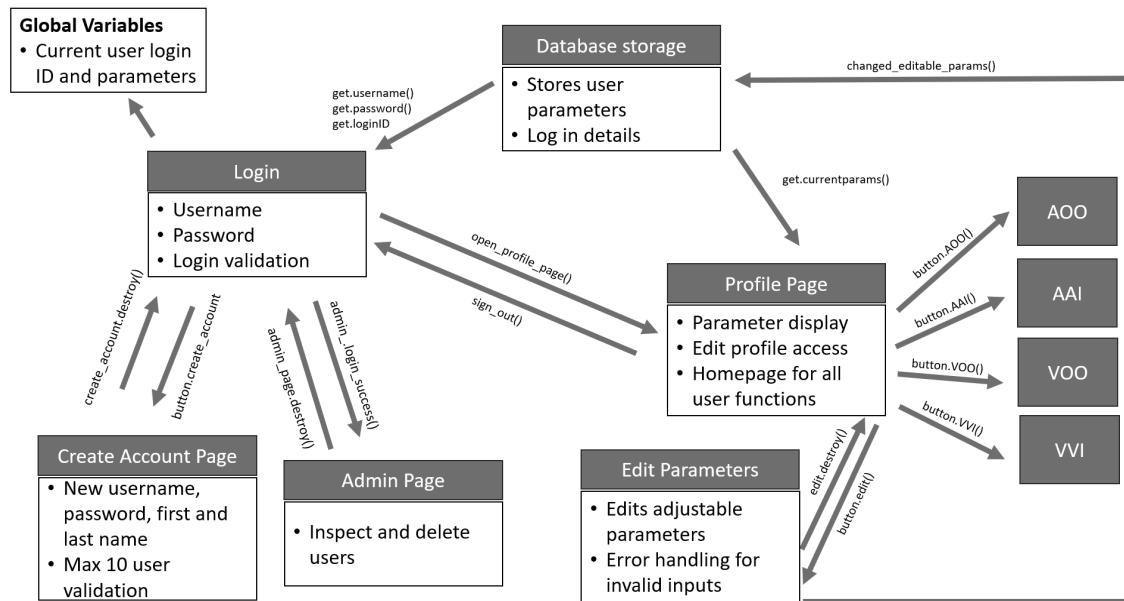 Global Variables
• Current user login
ID and parameters
Database storage
• Stores user
parameters
• Log in details
changed_editable_params()
get.username()
get.password()
get.loginID
get.currentparams()
Login
• Username
• Password
• Login validation
open_profile_page()
sign_out()
button.AOO()
AOO
button.AAI()
AAI
button.VOO()
VOO
button.VVI()
VVI
Profile Page
• Parameter display
• Edit profile access
• Homepage for all
user functions
create_account.destroy()
button.create_account
admin_page.destroy()
admin_.login_success()
Create Account Page
• New username,
password, first and
last name
• Max 10 user
validation
Admin Page
• Inspect and delete
users
edit.destroy()
button.edit()
Edit Parameters
• Edits adjustable
parameters
• Error handling for
invalid inputs